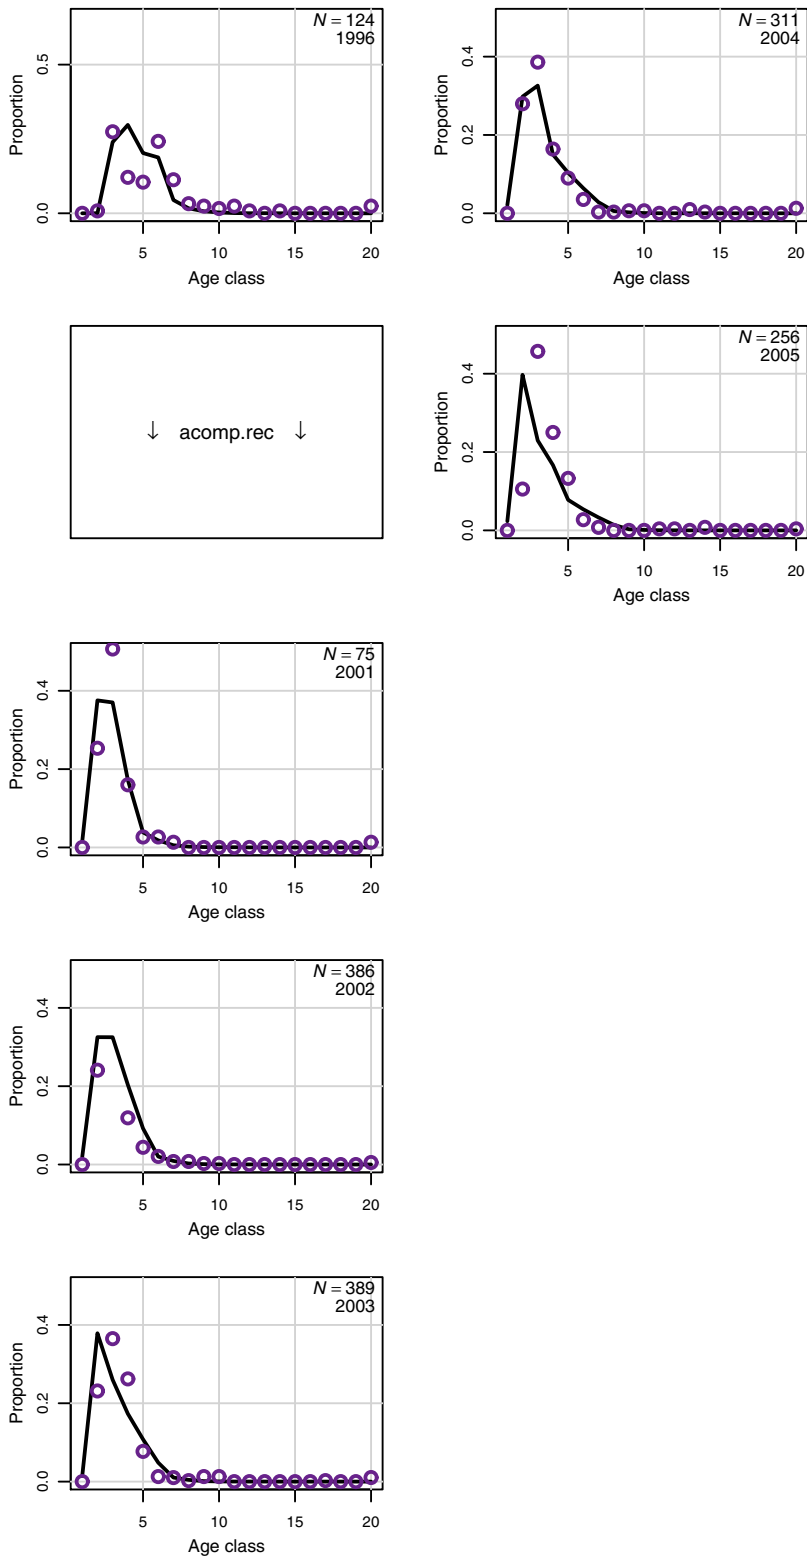 N = 124
1996
Proportion
0.5
0.0
5 10 15 20
Age class
↓ acomp.rec ↓
N = 75
2001
Proportion
0.4
0.2
0.0
5 10 15 20
Age class
N = 386
2002
Proportion
0.4
0.2
0.0
5 10 15 20
Age class
N = 389
2003
Proportion
0.4
0.2
0.0
5 10 15 20
Age class
N = 311
2004
Proportion
0.4
0.2
0.0
5 10 15 20
Age class
N = 256
2005
Proportion
0.4
0.2
0.0
5 10 15 20
Age class